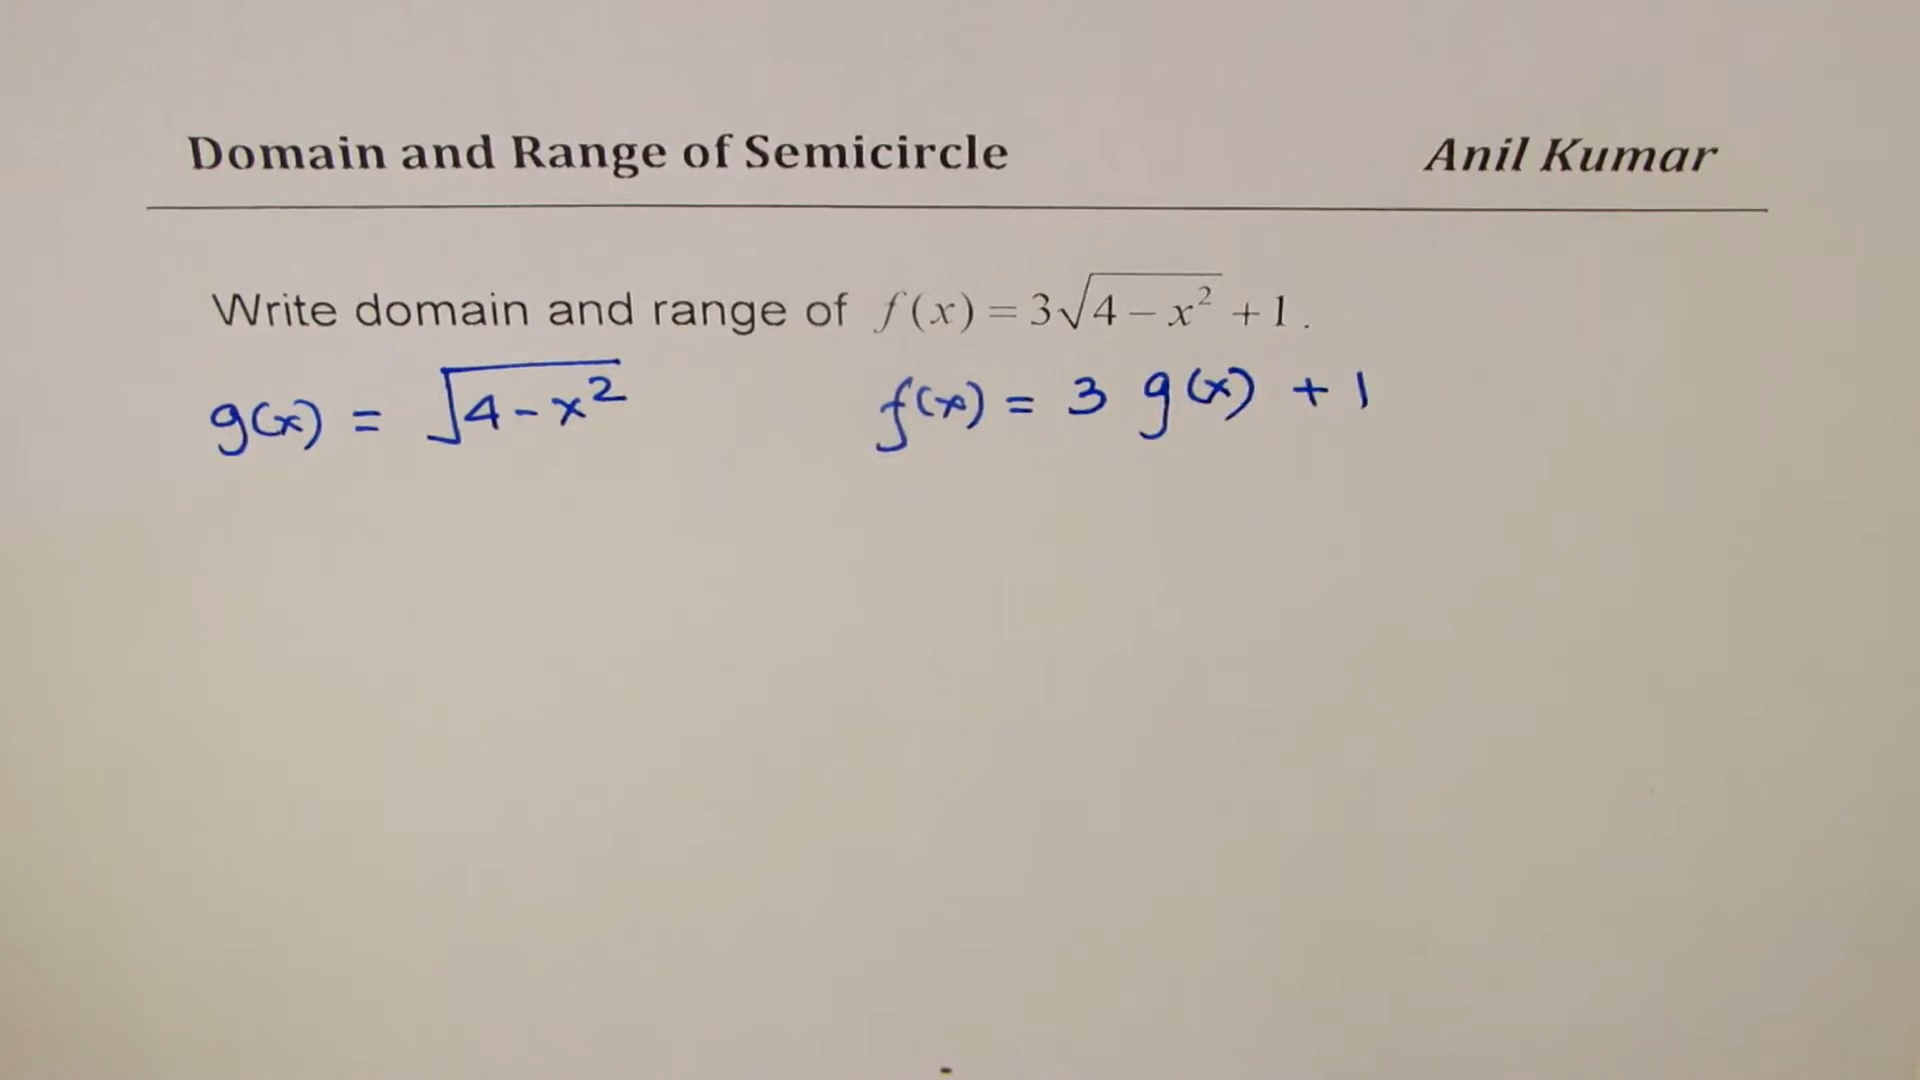 Domain and Range of Semicircle Anil Kumar
Write domain and range of f(x) = 3√(4 − x²) + 1.
g(x) = √(4 - x²) f(x) = 3 g(x) + 1